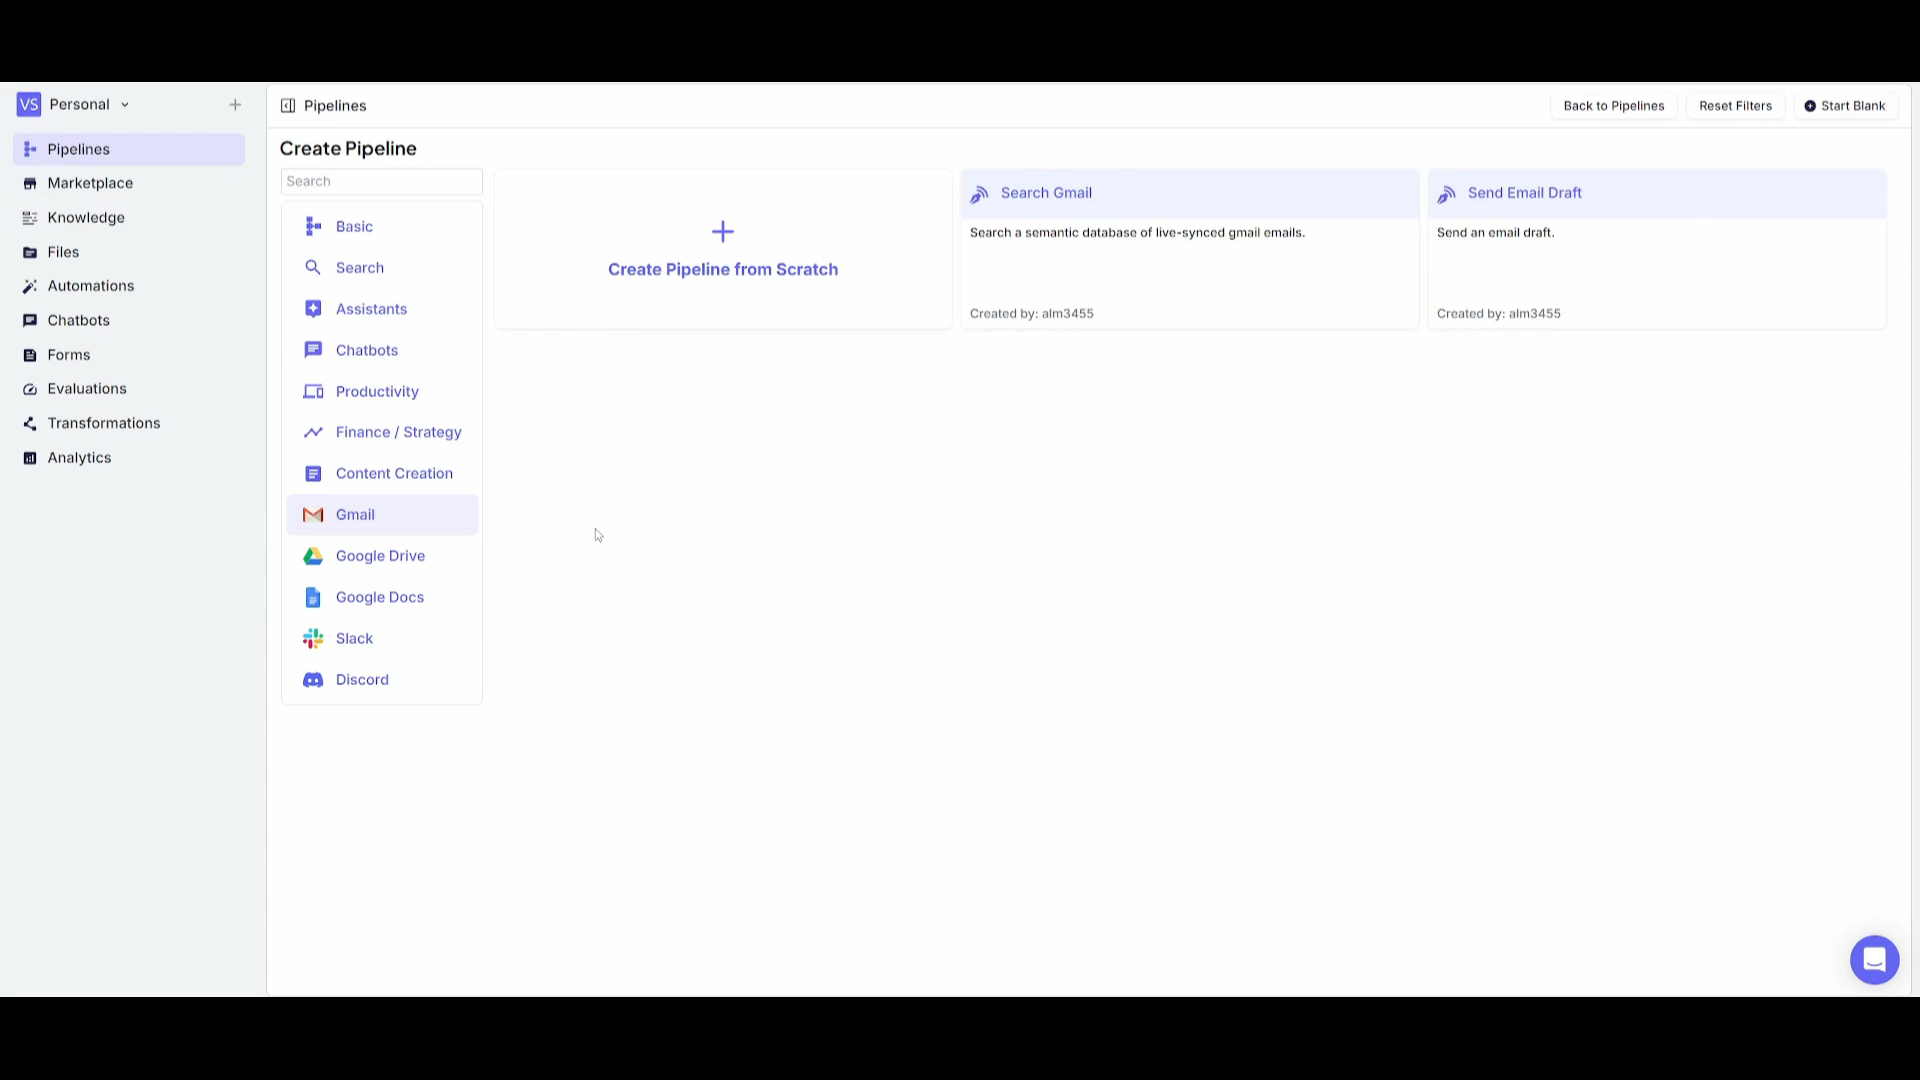 VS Personal
Pipelines
Marketplace
Knowledge
Files
Automations
Chatbots
Forms
Evaluations
Transformations
Analytics
Pipelines
Back to Pipelines
Reset Filters
Start Blank
Create Pipeline
Search
Basic
Search
Assistants
Chatbots
Productivity
Finance / Strategy
Content Creation
Gmail
Google Drive
Google Docs
Slack
Discord
Create Pipeline from Scratch
Search Gmail
Search a semantic database of live-synced gmail emails.
Created by: alm3455
Send Email Draft
Send an email draft.
Created by: alm3455